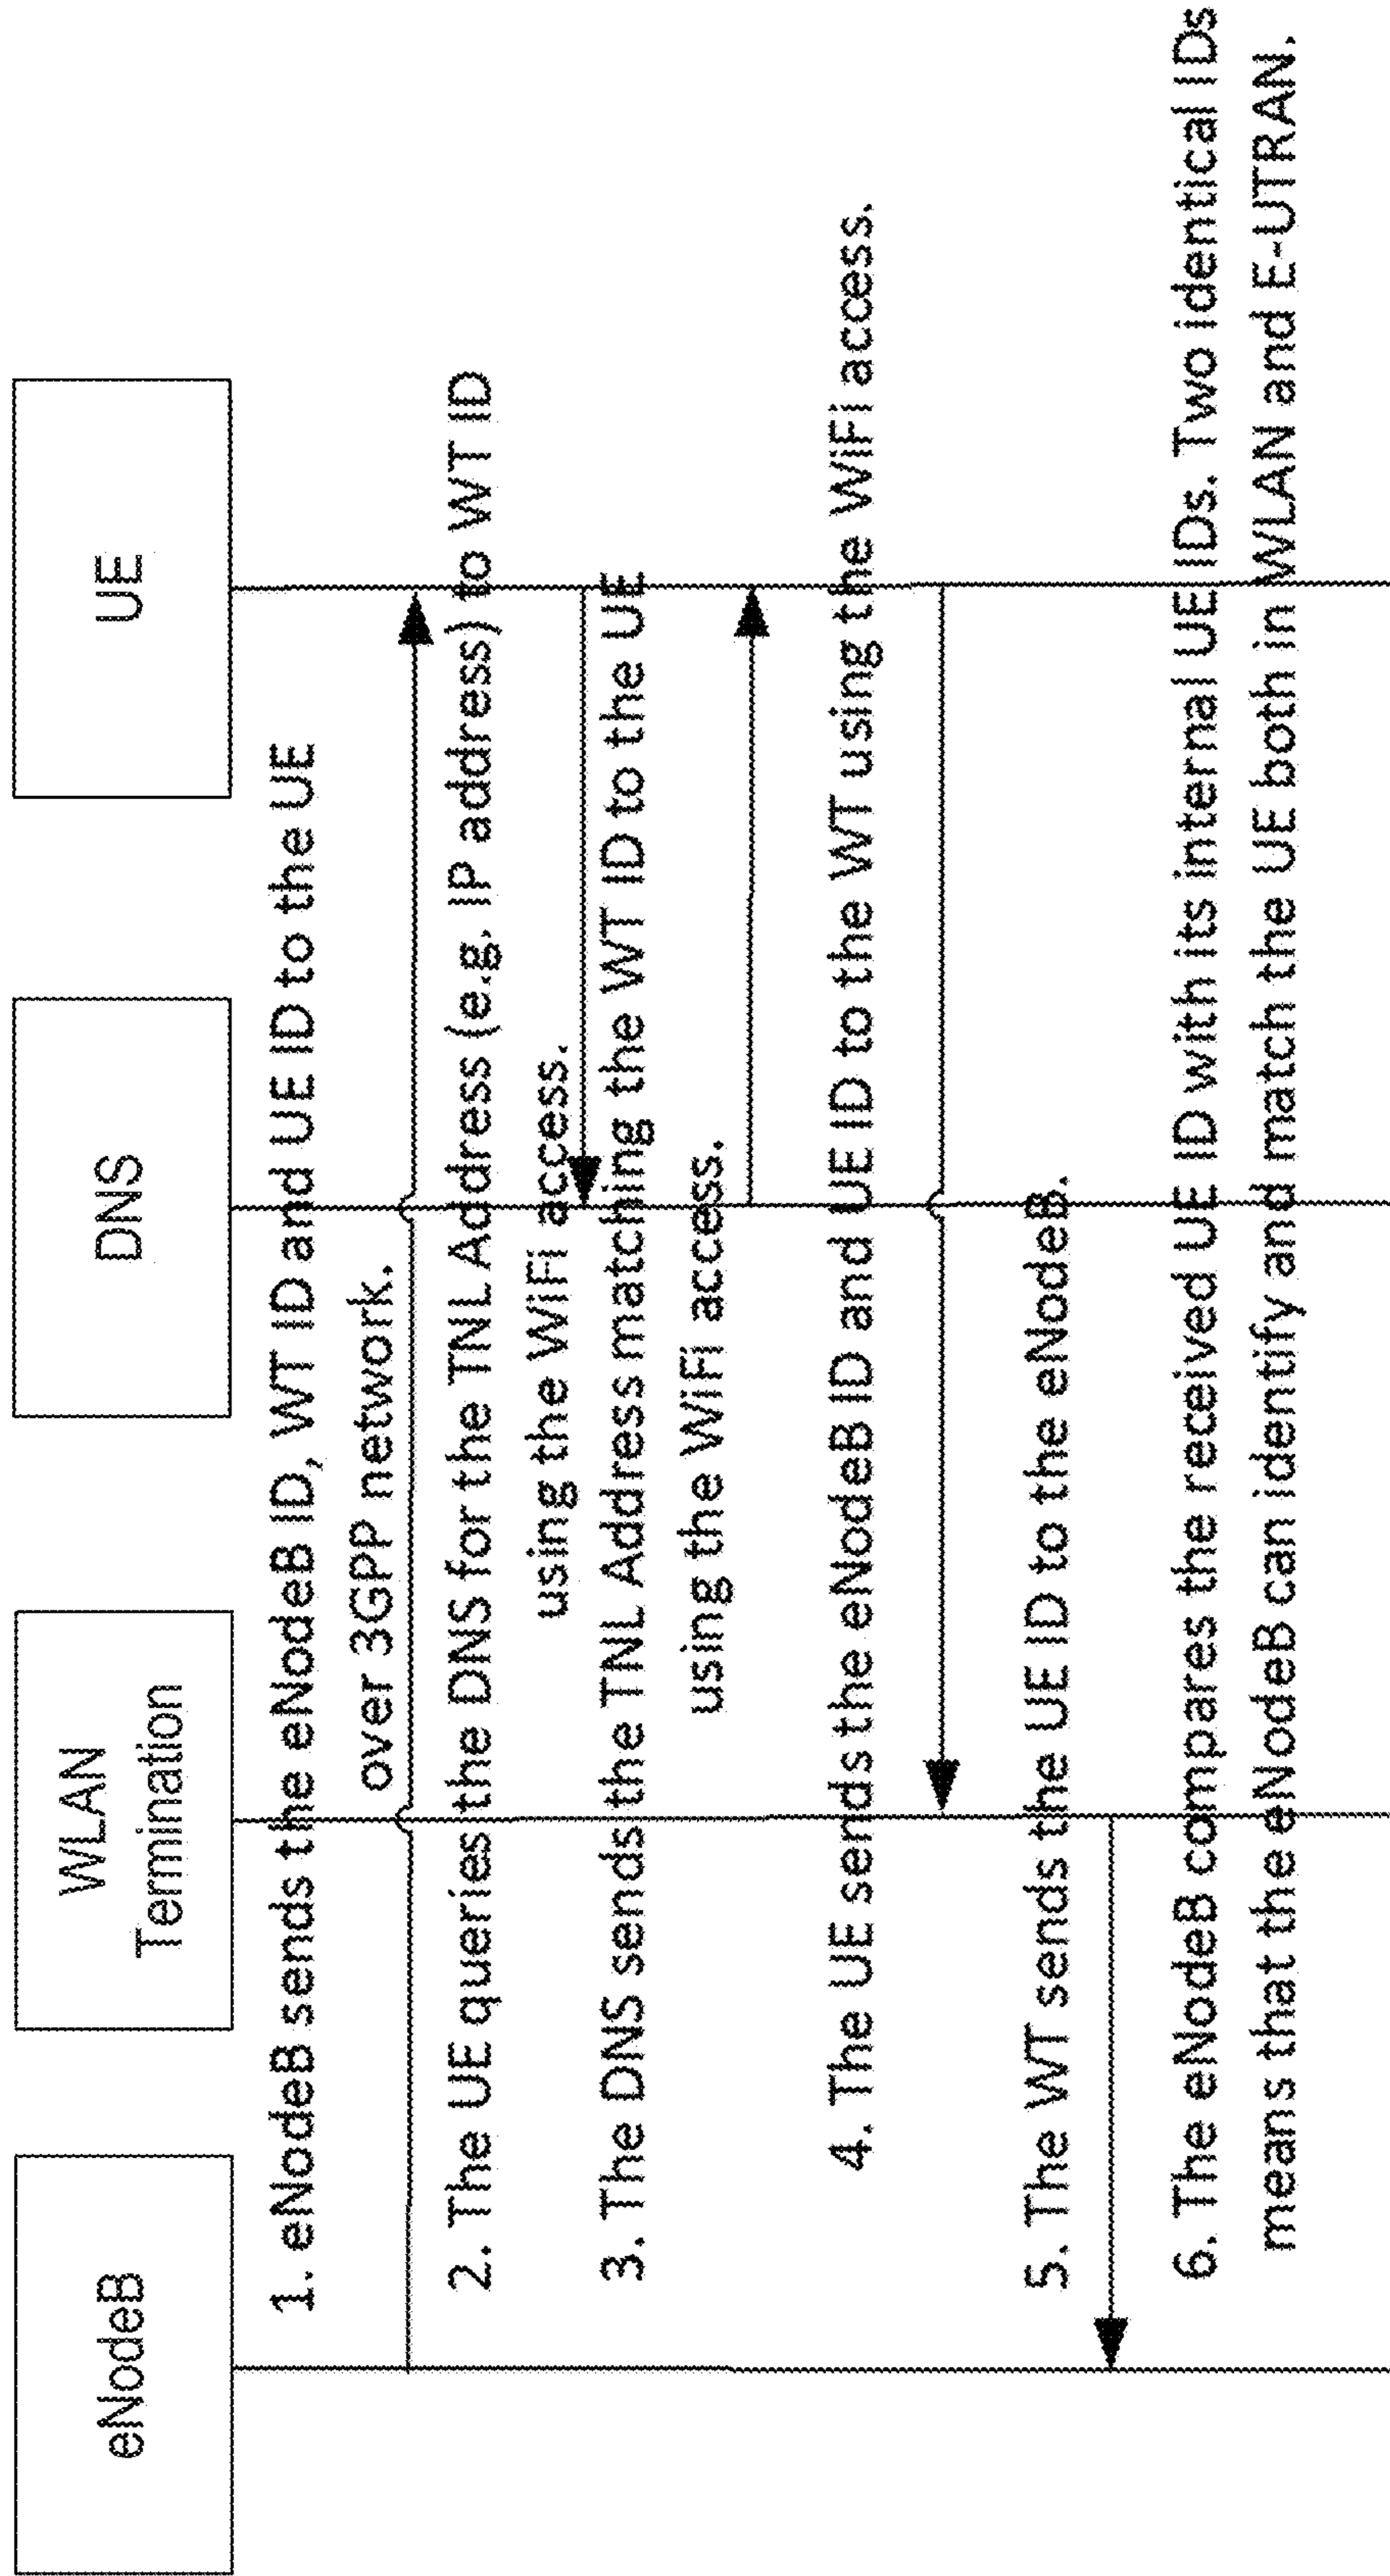 eNodeB
WLAN
Termination
DNS
UE
1. eNodeB sends the eNodeB ID, WT ID and UE ID to the UE
over 3GPP network.
2. The UE queries the DNS for the TNL Address (e.g. IP address) to WT ID
using the WiFi access.
3. The DNS sends the TNL Address matching the WT ID to the UE
using the WiFi access.
4. The UE sends the eNodeB ID and UE ID to the WT using the WiFi access.
5. The WT sends the UE ID to the eNodeB.
6. The eNodeB compares the received UE ID with its internal UE IDs. Two identical IDs
means that the eNodeB can identify and match the UE both in WLAN and E-UTRAN.